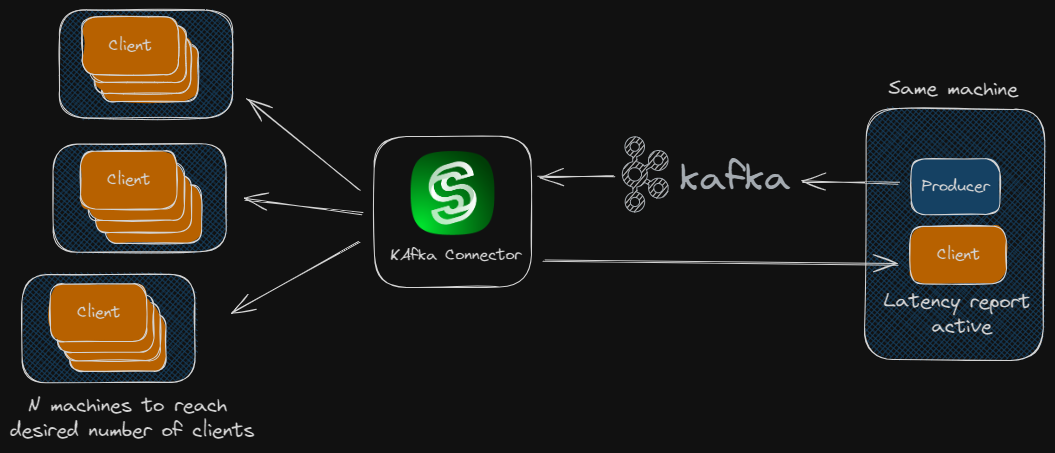 Client
Client
Client
N machines to reach
desired number of clients
KAfka Connector
kafka
Same machine
Producer
Client
Latency report
active